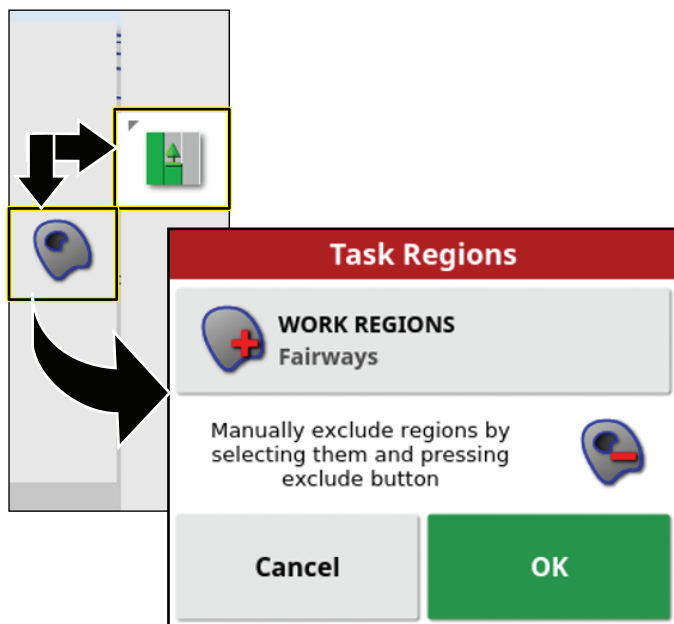 Task Regions
WORK REGIONS
Fairways
Manually exclude regions by
selecting them and pressing
exclude button
Cancel
OK